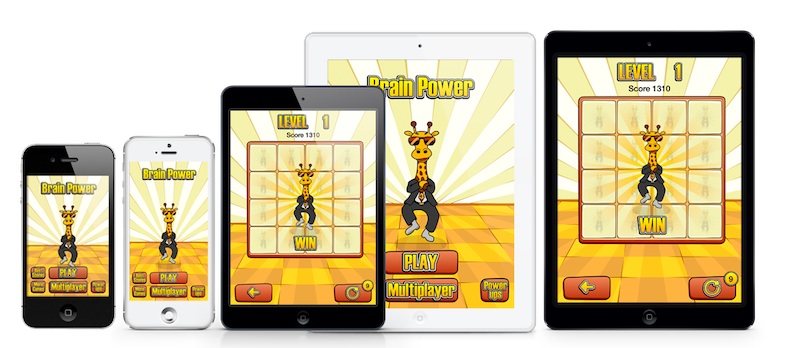 Brain Power
PLAY
Multiplayer
Brain Power
PLAY
Multiplayer
LEVEL 1
Score 1310
WIN
9
Brain Power
PLAY
Multiplayer
Power
ups
LEVEL 1
Score 1310
WIN
9